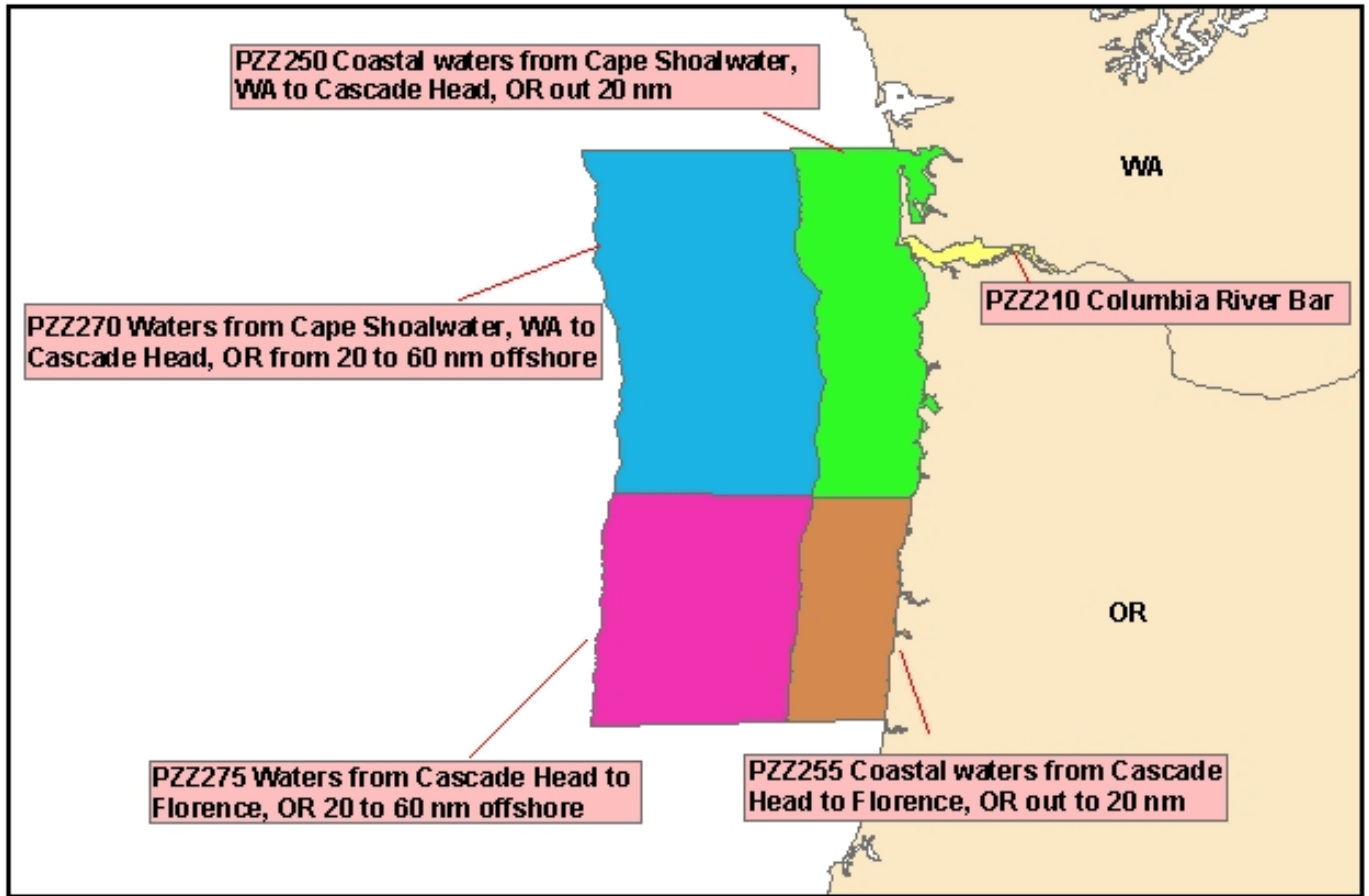 PZZ250 Coastal waters from Cape Shoalwater,
WA to Cascade Head, OR out 20 nm
WA
PZZ210 Columbia River Bar
PZZ270 Waters from Cape Shoalwater, WA to
Cascade Head, OR from 20 to 60 nm offshore
OR
PZZ275 Waters from Cascade Head to
Florence, OR 20 to 60 nm offshore
PZZ255 Coastal waters from Cascade
Head to Florence, OR out to 20 nm